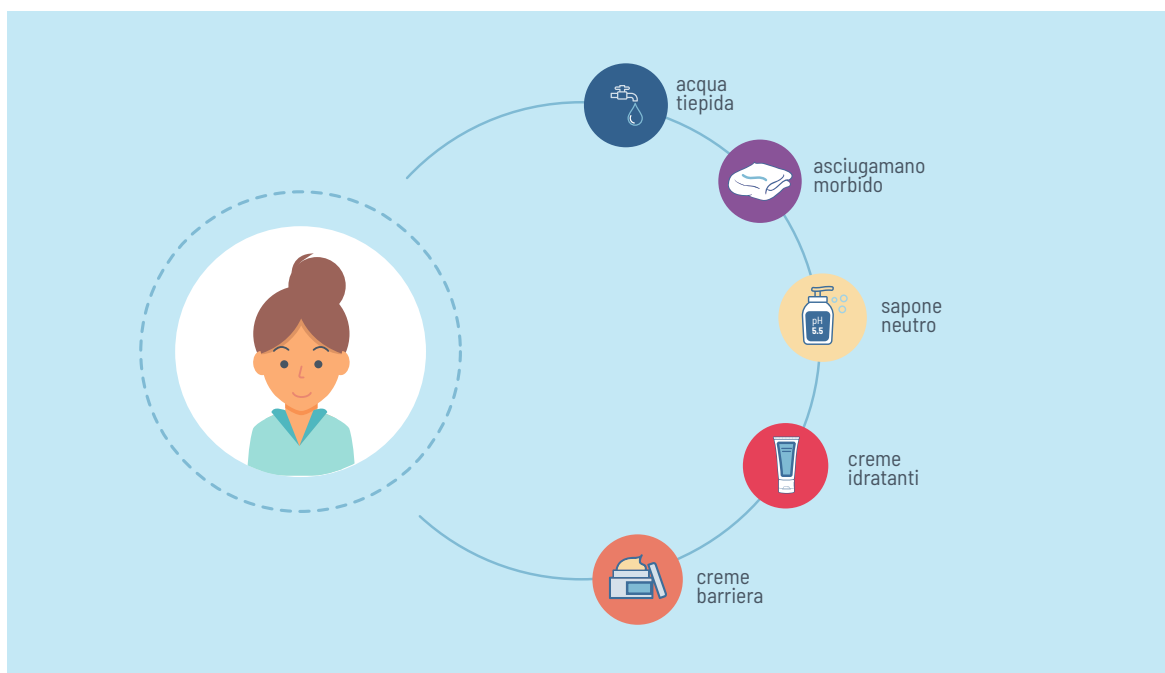 acqua
tiepida
asciugamano
morbido
sapone
neutro
pH
5.5
creme
idratanti
creme
barriera